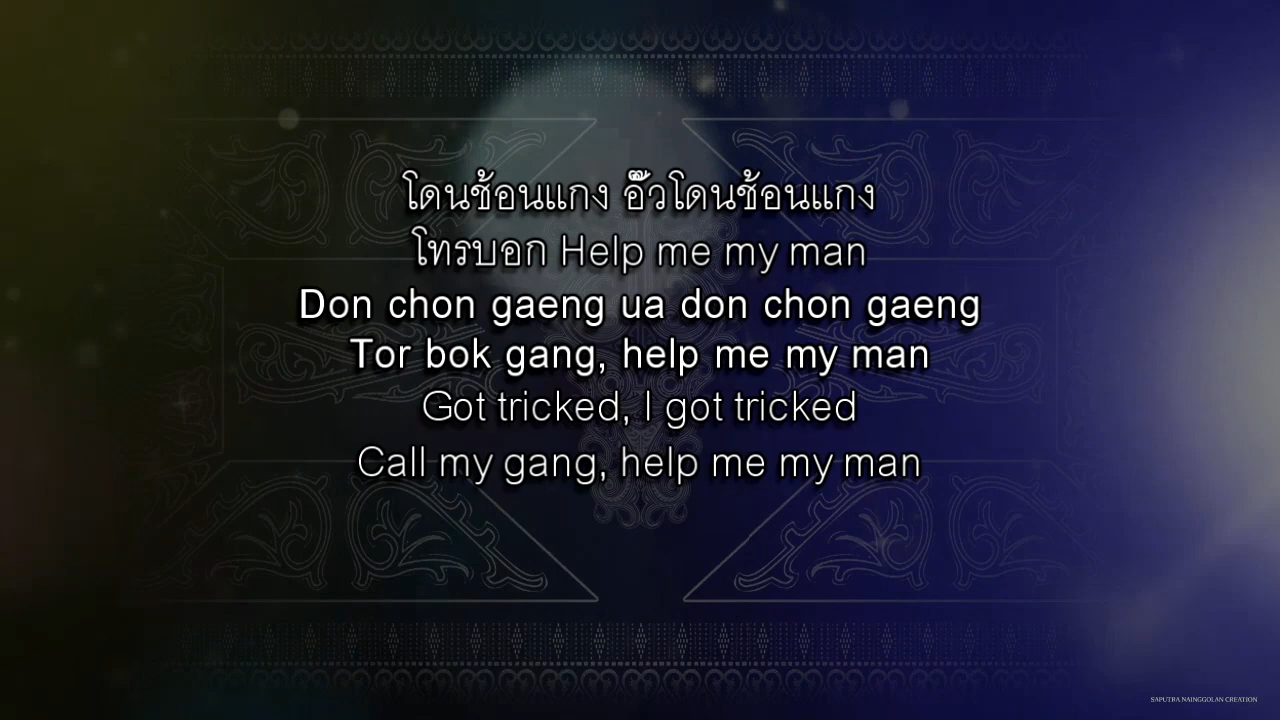 โดนช้อนแกง อิ๊วโดนช้อนแกง
โทรบอก Help me my man
Don chon gaeng ua don chon gaeng
Tor bok gang, help me my man
Got tricked, I got tricked
Call my gang, help me my man
SAPUTRA NAINGGOLAN CREATION